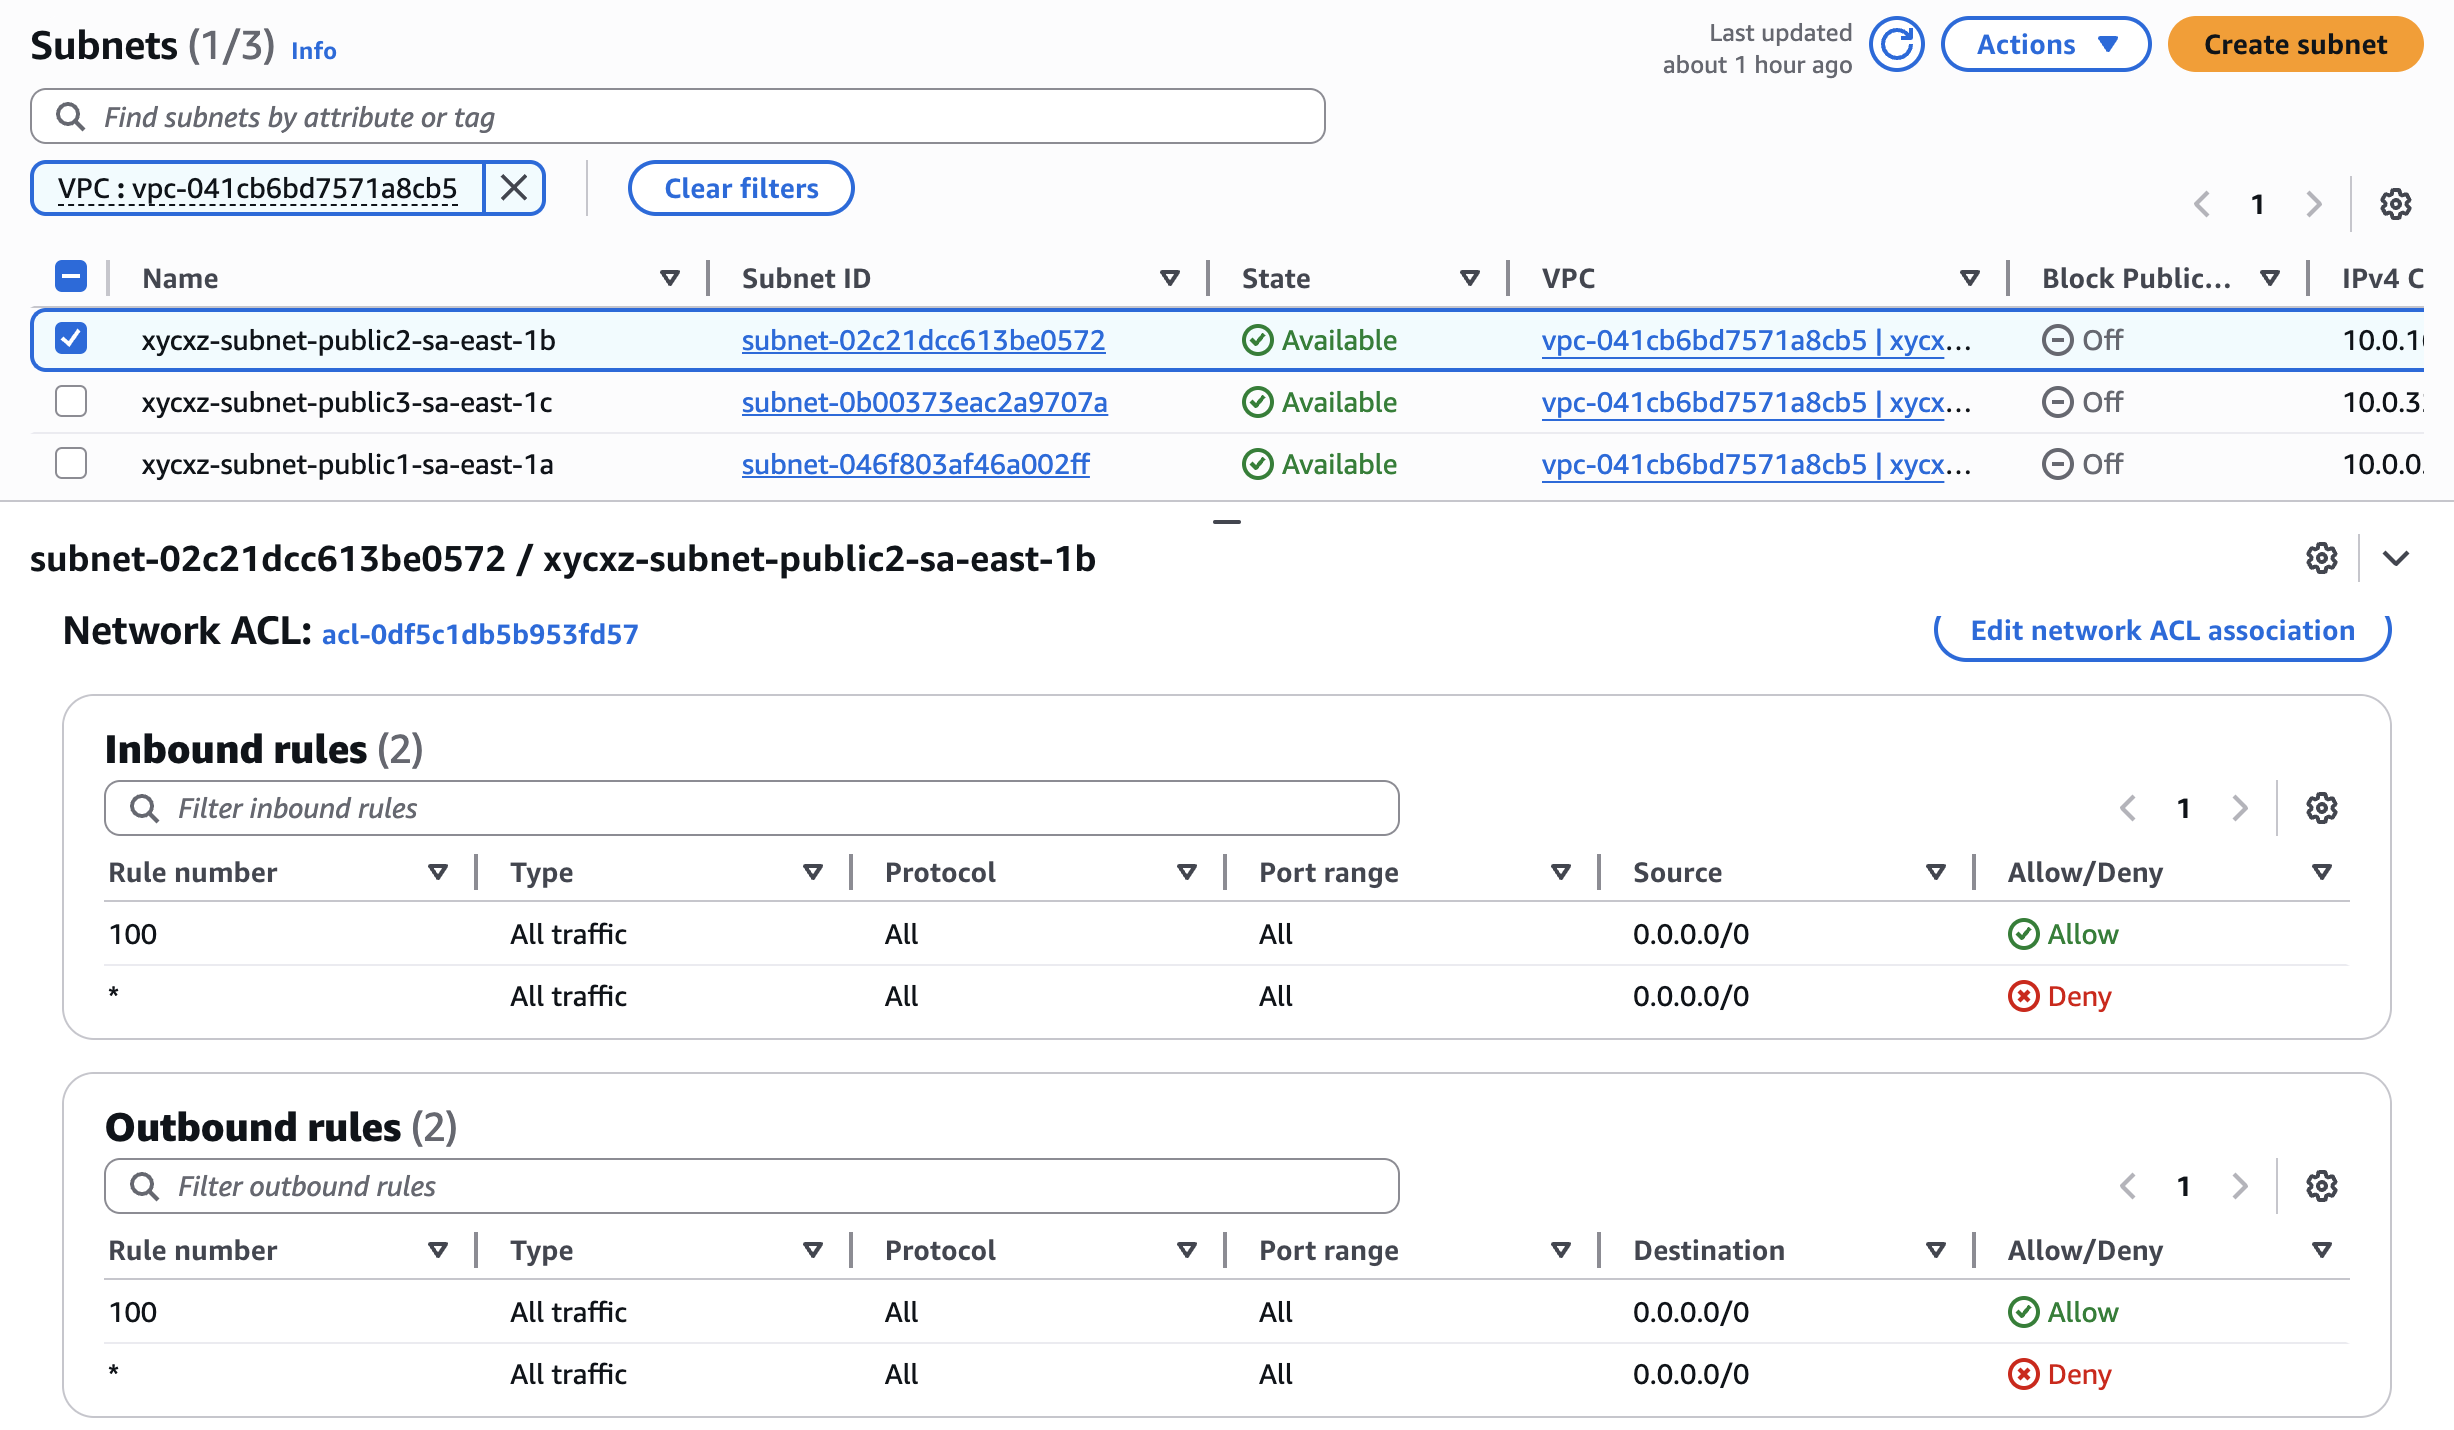 Subnets (1/3) Info
Last updated
about 1 hour ago
Actions
Create subnet
Find subnets by attribute or tag
VPC : vpc-041cb6bd7571a8cb5
Clear filters
1
Name Subnet ID State VPC Block Public... IPv4 C
xycxz-subnet-public2-sa-east-1b subnet-02c21dcc613be0572 Available vpc-041cb6bd7571a8cb5 | xycx... Off 10.0.1
xycxz-subnet-public3-sa-east-1c subnet-0b00373eac2a9707a Available vpc-041cb6bd7571a8cb5 | xycx... Off 10.0.3
xycxz-subnet-public1-sa-east-1a subnet-046f803af46a002ff Available vpc-041cb6bd7571a8cb5 | xycx... Off 10.0.0.
subnet-02c21dcc613be0572 / xycxz-subnet-public2-sa-east-1b
Network ACL: acl-0df5c1db5b953fd57
Edit network ACL association
Inbound rules (2)
Filter inbound rules
1
Rule number Type Protocol Port range Source Allow/Deny
100 All traffic All All 0.0.0.0/0 Allow
* All traffic All All 0.0.0.0/0 Deny
Outbound rules (2)
Filter outbound rules
1
Rule number Type Protocol Port range Destination Allow/Deny
100 All traffic All All 0.0.0.0/0 Allow
* All traffic All All 0.0.0.0/0 Deny